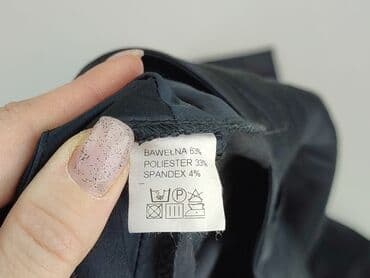 BAWEŁNA 63%
POLIESTER 33%
SPANDEX 4%
P